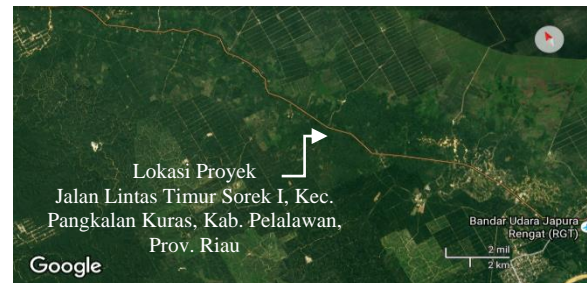 Lokasi Proyek
Jalan Lintas Timur Sorek I, Kec.
Pangkalan Kuras, Kab. Pelalawan,
Prov. Riau
Bandar Udara Japura
Rengat (RGT)
2 mil
2 km
Google